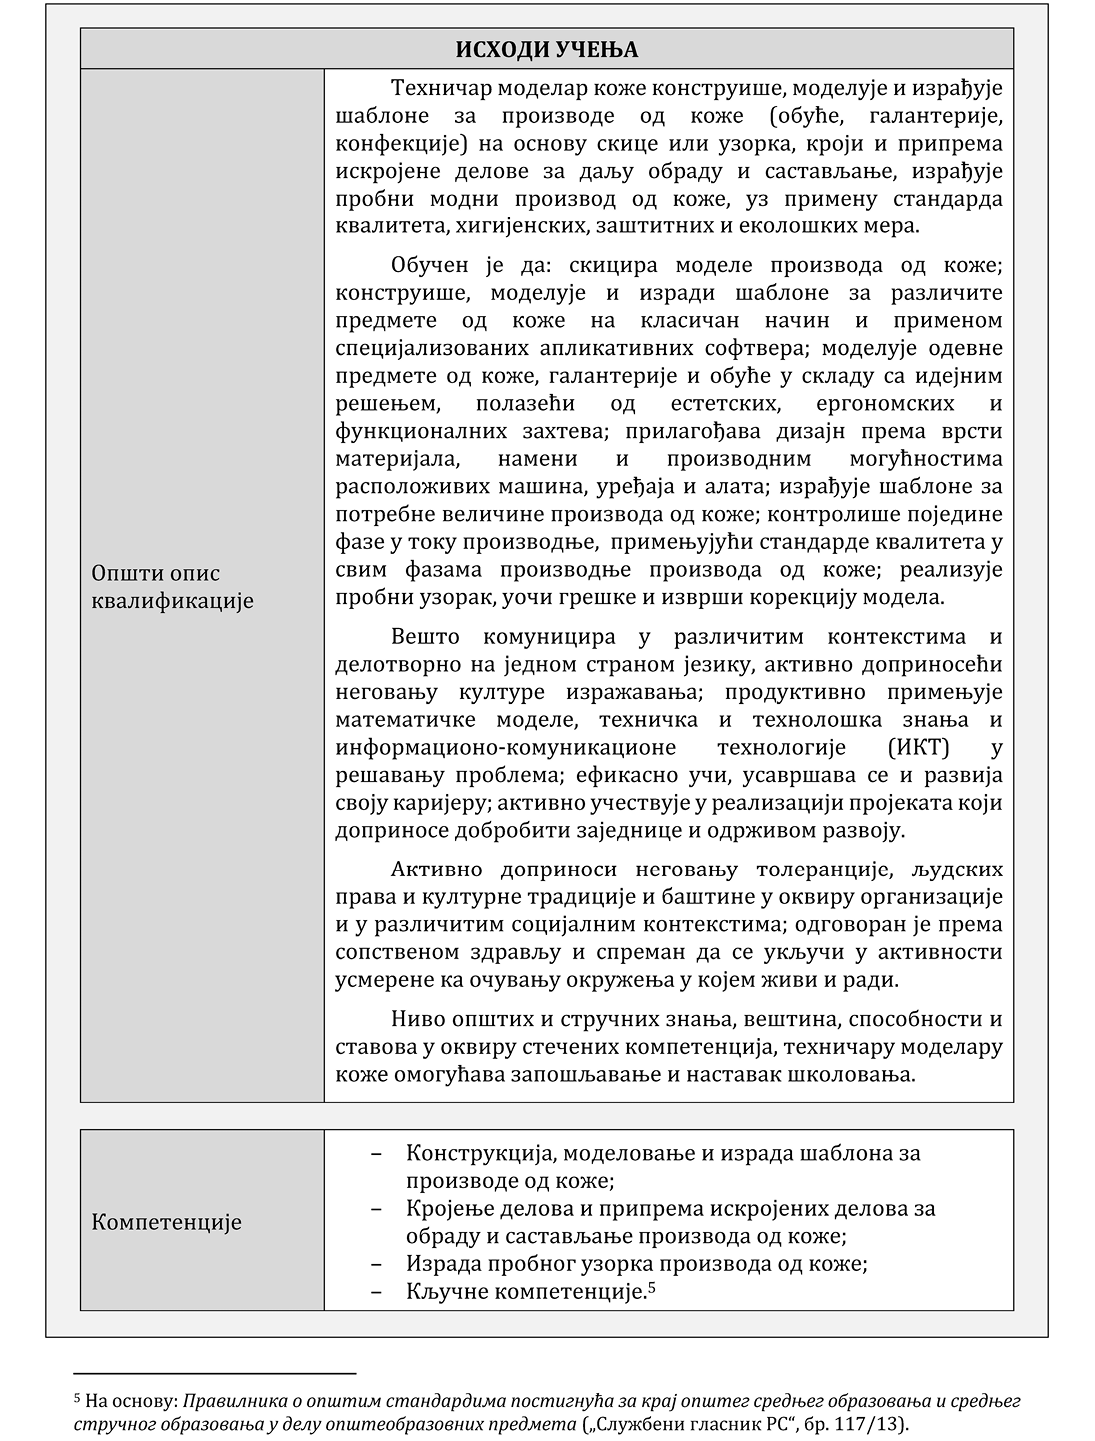 ИСХОДИ УЧЕЊА
Техничар моделар коже конструише, моделује и израђује
шаблоне за производе од коже (обуће, галантерије,
конфекције) на основу скице или узорка, кроји и припрема
искројене делове за даљу обраду и састављање, израђује
пробни модни производ од коже, уз примену стандарда
квалитета, хигијенских, заштитних и еколошких мера.
Обучен је да: скицира моделе производа од коже;
конструише, моделује и изради шаблоне за различите
предмете од коже на класичан начин и применом
специјализованих апликативних софтвера; моделује одевне
предмете од коже, галантерије и обуће у складу са идејним
решењем, полазећи од естетских, ергономских и
функционалних захтева; прилагођава дизајн према врсти
материјала, намени и производним могућностима
расположивих машина, уређаја и алата; израђује шаблоне за
потребне величине производа од коже; контролише поједине
фазе у току производње, примењујући стандарде квалитета у
свим фазама производње производа од коже; реализује
пробни узорак, уочи грешке и изврши корекцију модела.
Општи опис
квалификације
Вешто комуницира у различитим контекстима и
делотворно на једном страном језику, активно доприносећи
неговању културе изражавања; продуктивно примењује
математичке моделе, техничка и технолошка знања и
информационо-комуникационе технологије (ИКТ) у
решавању проблема; ефикасно учи, усавршава се и развија
своју каријеру; активно учествује у реализацији пројеката који
доприносе добробити заједнице и одрживом развоју.
Активно доприноси неговању толеранције, људских
права и културне традиције и баштине у оквиру организације
и у различитим социјалним контекстима; одговоран је према
сопственом здрављу и спреман да се укључи у активности
усмерене ка очувању окружења у којем живи и ради.
Ниво општих и стручних знања, вештина, способности и
ставова у оквиру стечених компетенција, техничару моделару
коже омогућава запошљавање и наставак школовања.
Компетенције
– Конструкција, моделовање и израда шаблона за
производе од коже;
– Кројење делова и припрема искројених делова за
обраду и састављање производа од коже;
– Израда пробног узорка производа од коже;
– Кључне компетенције.⁵
⁵ На основу: Правилника о општим стандардима постигнућа за крај општег средњег образовања и средњег
стручног образовања у делу општеобразовних предмета („Службени гласник РС“, бр. 117/13).